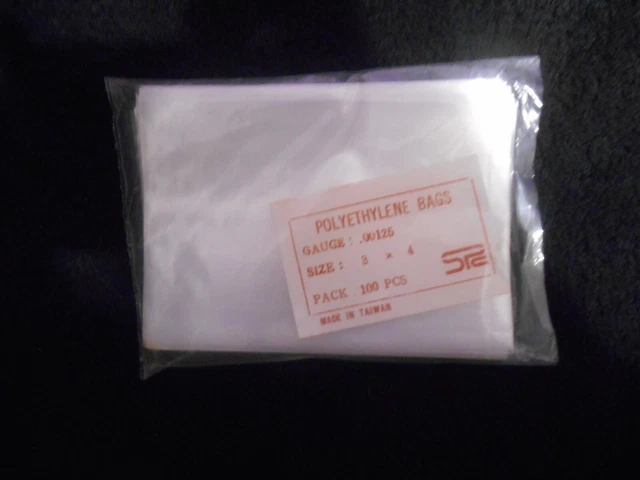 POLYETHYLENE BAGS
GAUGE : .00125
SIZE : 3 × 4
PACK 100 PCS
MADE IN TAIWAN